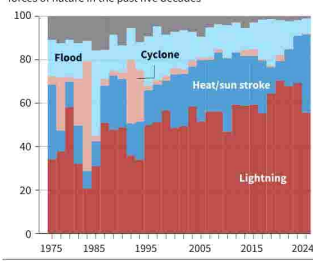 forces of nature in the past five decades
100
80
60
40
20
0
Flood
Cyclone
Heat/sun stroke
Lightning
1975 1985 1995 2005 2015 2024